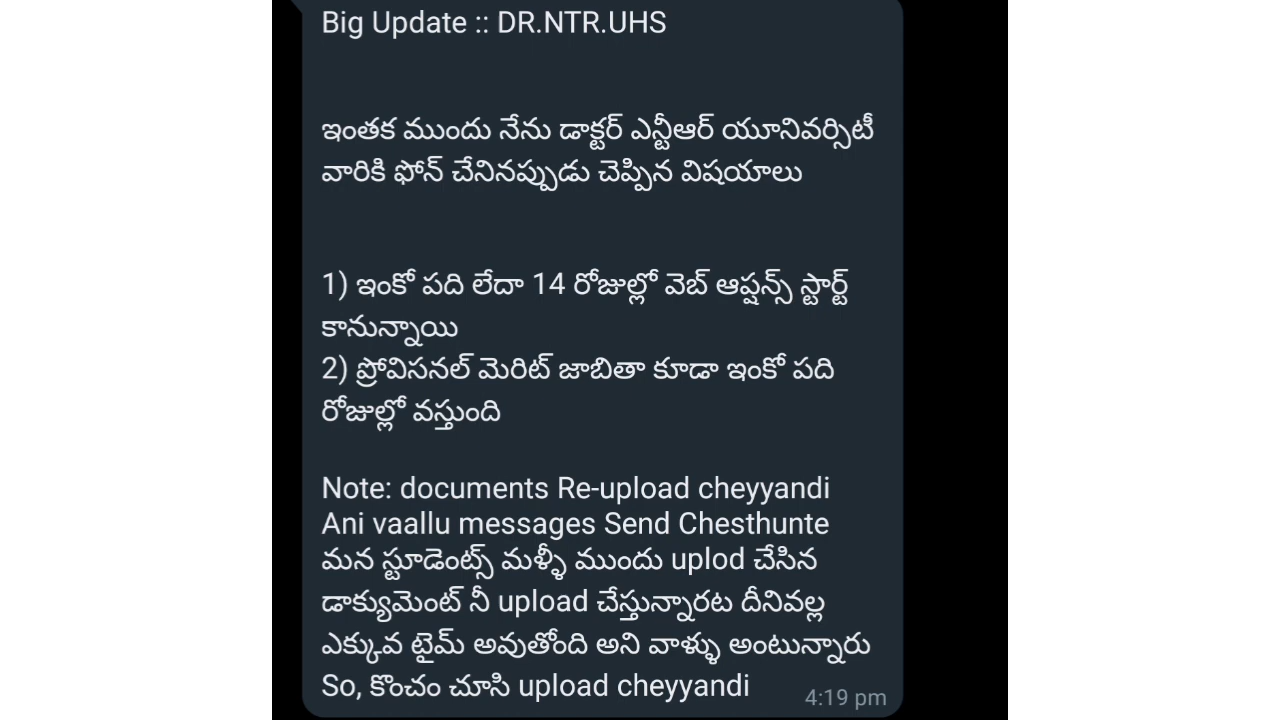 Big Update :: DR.NTR.UHS
ఇంతక ముందు నేను డాక్టర్ ఎన్టీఆర్ యూనివర్సిటీ
వారికి ఫోన్ చేనినప్పుడు చెప్పిన విషయాలు
1) ఇంకో పది లేదా 14 రోజుల్లో వెబ్ ఆప్షన్స్ స్టార్ట్
కానున్నాయి
2) ప్రోవిసనల్ మెరిట్ జాబితా కూడా ఇంకో పది
రోజుల్లో వస్తుంది
Note: documents Re-upload cheyyandi
Ani vaallu messages Send Chesthunte
మన స్టూడెంట్స్ మళ్ళీ ముందు uplod చేసిన
డాక్యుమెంట్ నీ upload చేస్తున్నారట దీనివల్ల
ఎక్కువ టైమ్ అవుతోంది అని వాళ్ళు అంటున్నారు
So, కొంచం చూసి upload cheyyandi
4:19 pm